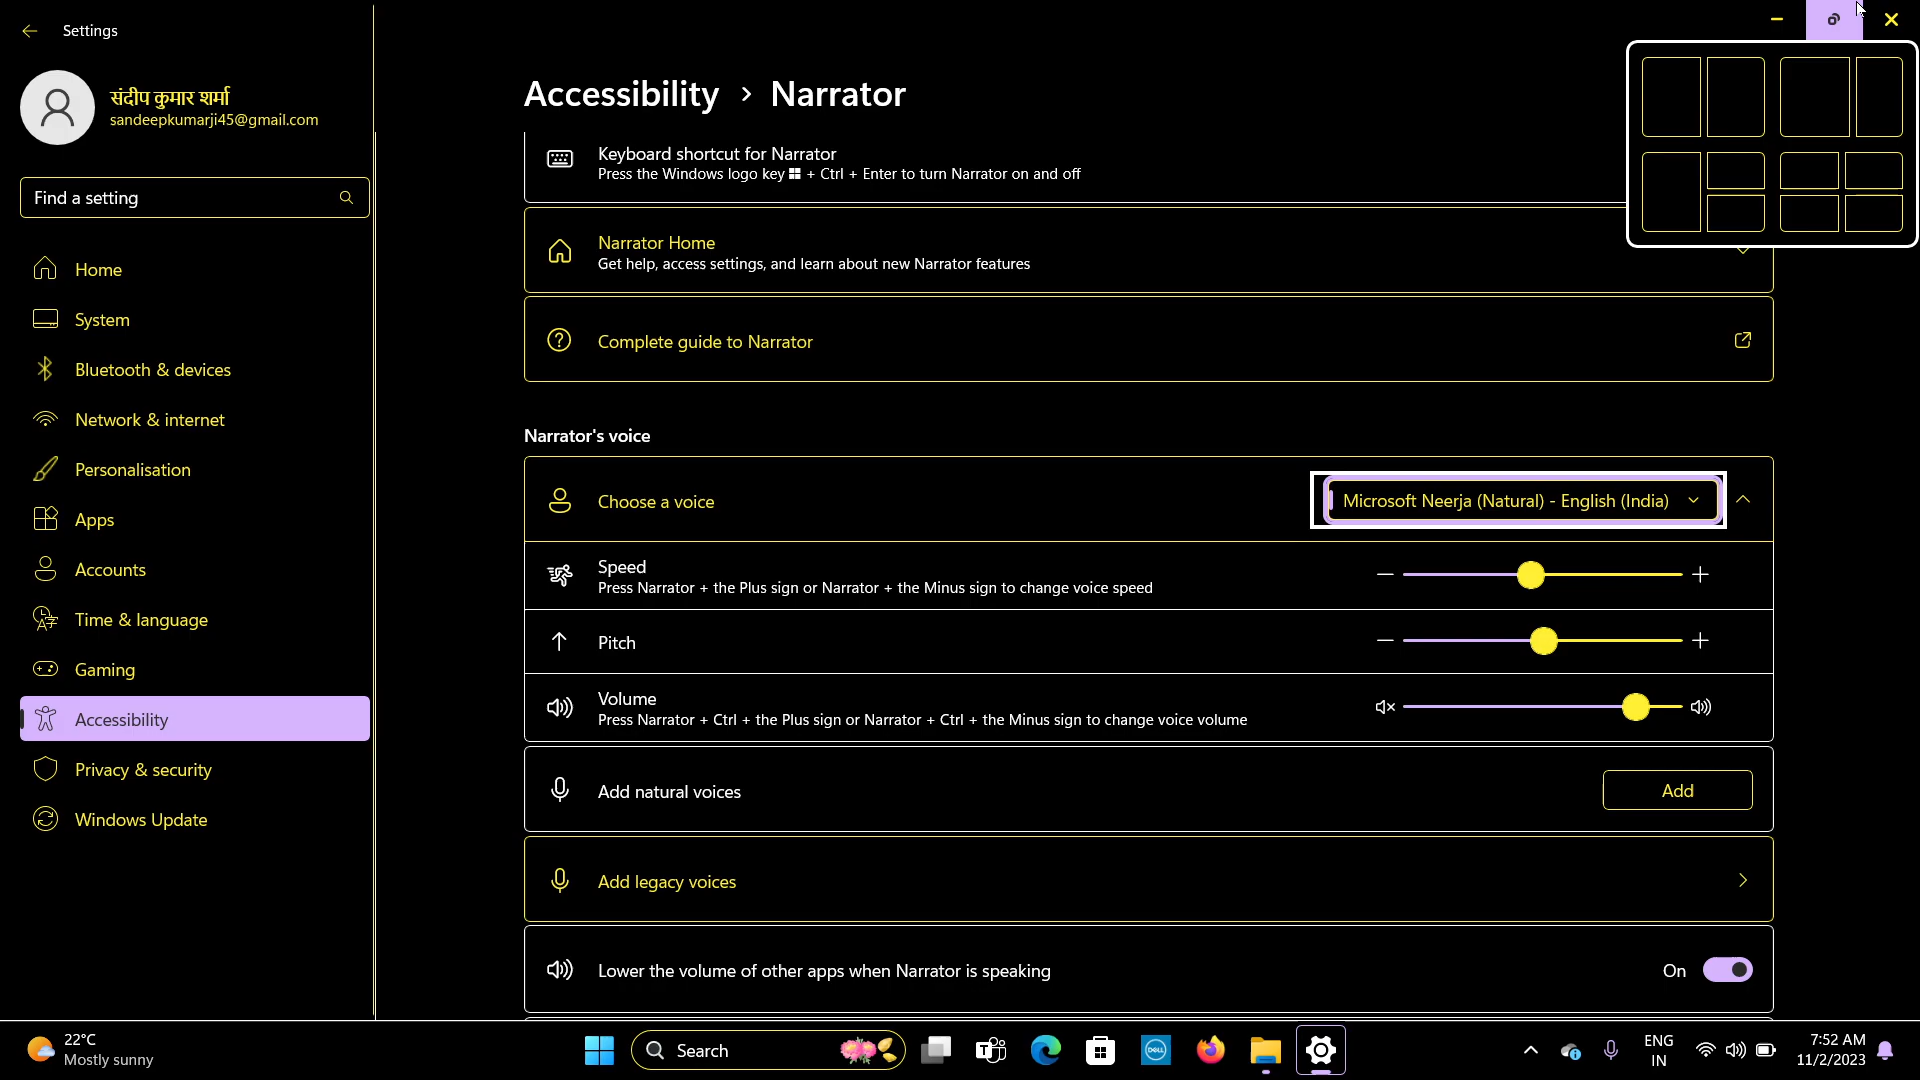 Settings
संदीप कुमार शर्मा
sandeepkumarji45@gmail.com
Find a setting
Home
System
Bluetooth & devices
Network & internet
Personalisation
Apps
Accounts
Time & language
Gaming
Accessibility
Privacy & security
Windows Update
Accessibility > Narrator
Keyboard shortcut for Narrator
Press the Windows logo key + Ctrl + Enter to turn Narrator on and off
Narrator Home
Get help, access settings, and learn about new Narrator features
Complete guide to Narrator
Narrator's voice
Choose a voice
Microsoft Neerja (Natural) - English (India)
Speed
Press Narrator + the Plus sign or Narrator + the Minus sign to change voice speed
Pitch
Volume
Press Narrator + Ctrl + the Plus sign or Narrator + Ctrl + the Minus sign to change voice volume
Add natural voices
Add
Add legacy voices
Lower the volume of other apps when Narrator is speaking
On
22°C
Mostly sunny
Search
DELL
ENG
IN
7:52 AM
11/2/2023